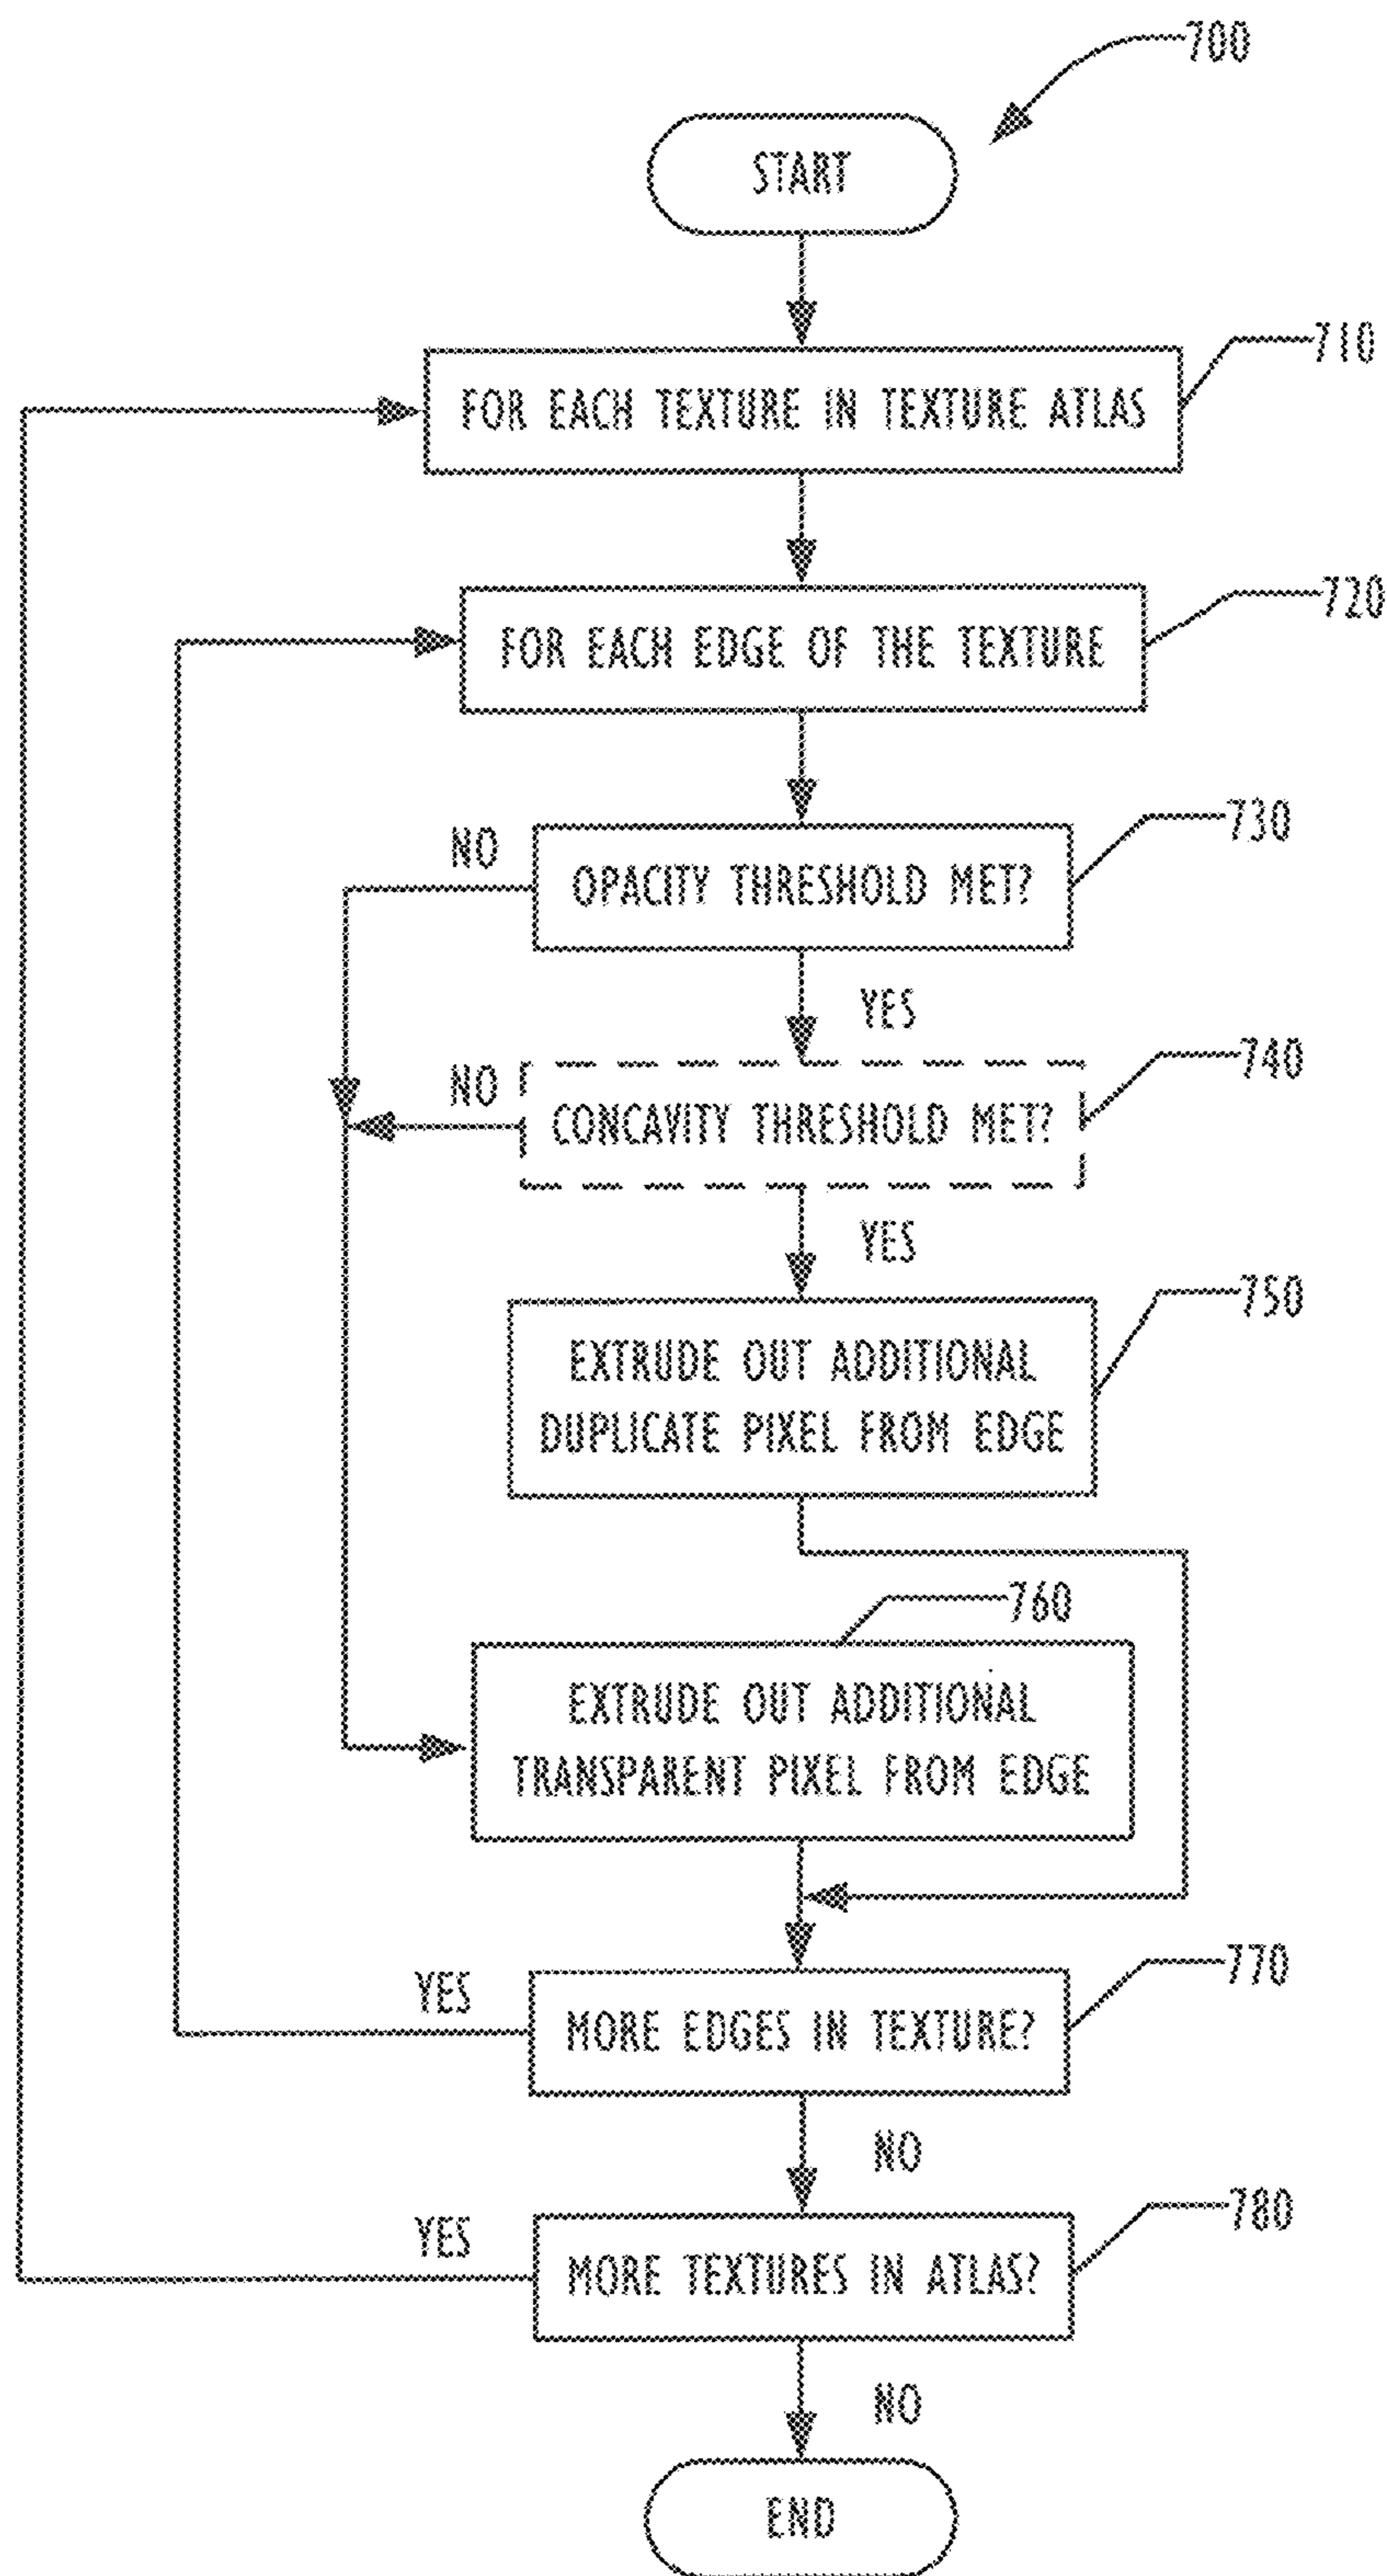 700
START
710
FOR EACH TEXTURE IN TEXTURE ATLAS
720
FOR EACH EDGE OF THE TEXTURE
730
NO
OPACITY THRESHOLD MET?
YES
740
NO
CONCAVITY THRESHOLD MET?
YES
750
EXTRUDE OUT ADDITIONAL
DUPLICATE PIXEL FROM EDGE
760
EXTRUDE OUT ADDITIONAL
TRANSPARENT PIXEL FROM EDGE
770
YES
MORE EDGES IN TEXTURE?
NO
780
YES
MORE TEXTURES IN ATLAS?
NO
END